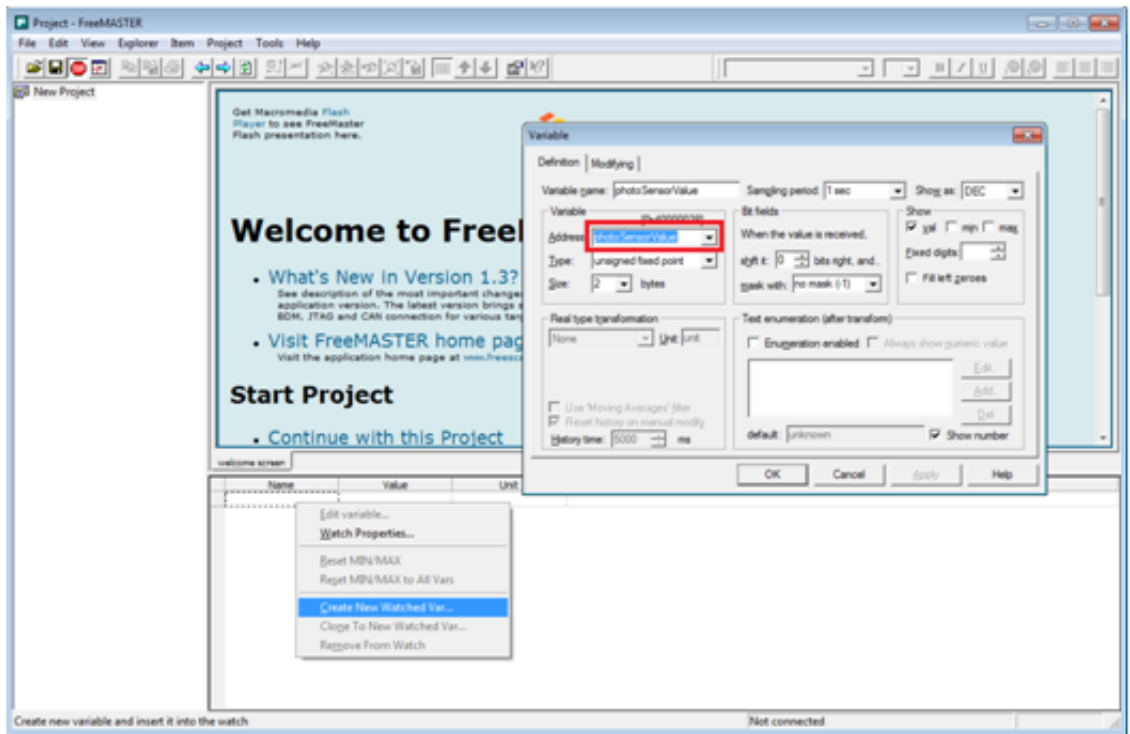 Project - FreeMASTER
File Edit View Explorer Item Project Tools Help
New Project
Get Macromedia Flash
Player to see FreeMaster
Flash presentation here.
Welcome to Freel
• What's New in Version 1.3?
See description of the most important change
application version. The latest version brings
BDM, JTAG and CAN connection for various
• Visit FreeMASTER home pag
Visit the application home page at www.freesca
Start Project
• Continue with this Project
welcome screen
Variable
Definition Modifying
Variable name: photoSensorValue Sampling period: 1 sec Show as: DEC
Variable Bit fields Show
Address: photoSensorValue When the value is received, val min max
Type: unsigned fixed point shift it: 0 bits right, and.. Fixed digits:
Size: 2 bytes mask with: no mask (-1) Fill left zeroes
Real type transformation Text enumeration (after transform)
None Unit: unit Enumeration enabled Always show numeric value
Edit..
Add..
Use 'Moving Averages' filter Del
Reset history on manual modify
History time: 5000 ms default: unknown Show number
OK Cancel Apply Help
Name Value Unit
Edit variable...
Watch Properties...
Reset MIN/MAX
Reset MIN/MAX to All Vars
Create New Watched Var...
Clone To New Watched Var...
Remove From Watch
Create new variable and insert it into the watch Not connected